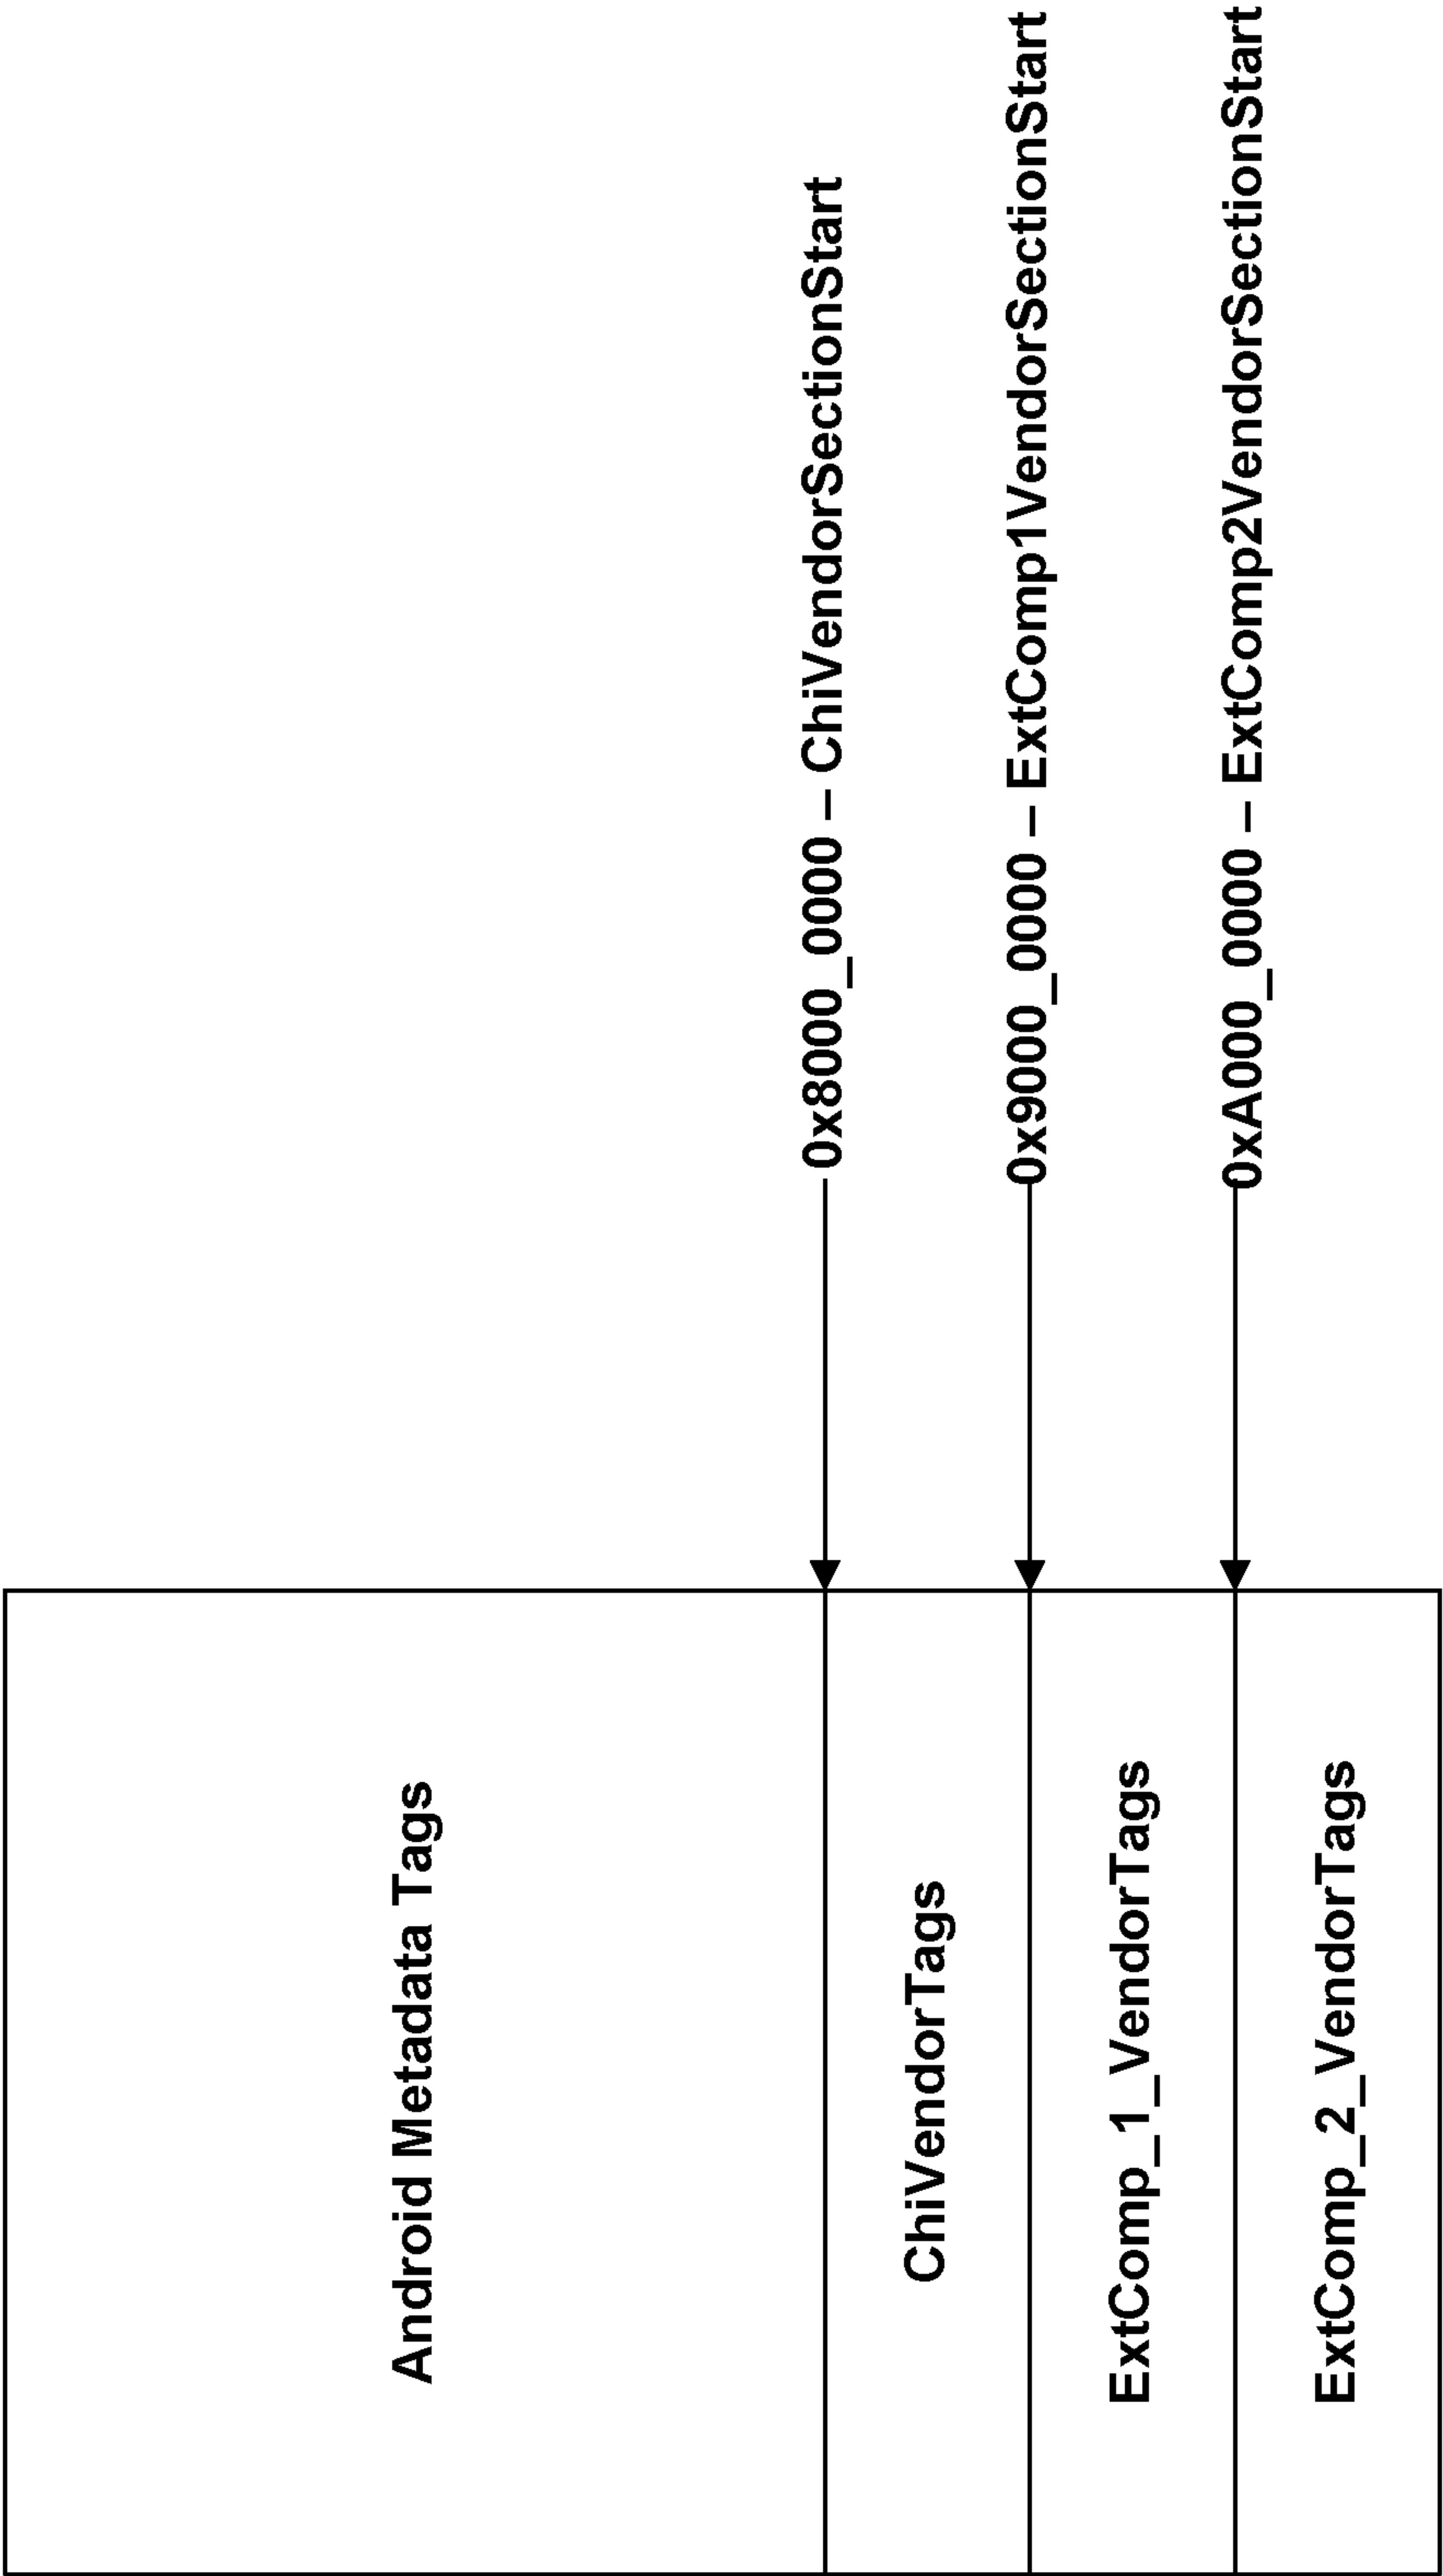 Android Metadata Tags
0x8000_0000 – ChiVendorSectionStart
ChiVendorTags
0x9000_0000 – ExtComp1VendorSectionStart
ExtComp_1_VendorTags
0xA000_0000 – ExtComp2VendorSectionStart
ExtComp_2_VendorTags